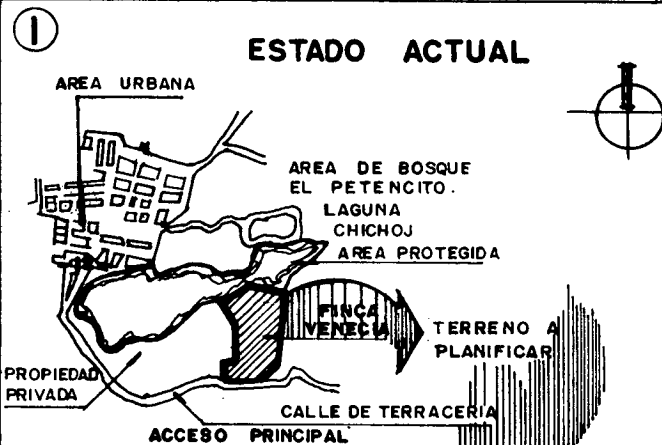 1
ESTADO ACTUAL
AREA URBANA
AREA DE BOSQUE
EL PETENCITO.
LAGUNA
CHICHOJ
AREA PROTEGIDA
FINCA
VENECIA
TERRENO A
PLANIFICAR
PROPIEDAD
PRIVADA
CALLE DE TERRACERIA
ACCESO PRINCIPAL